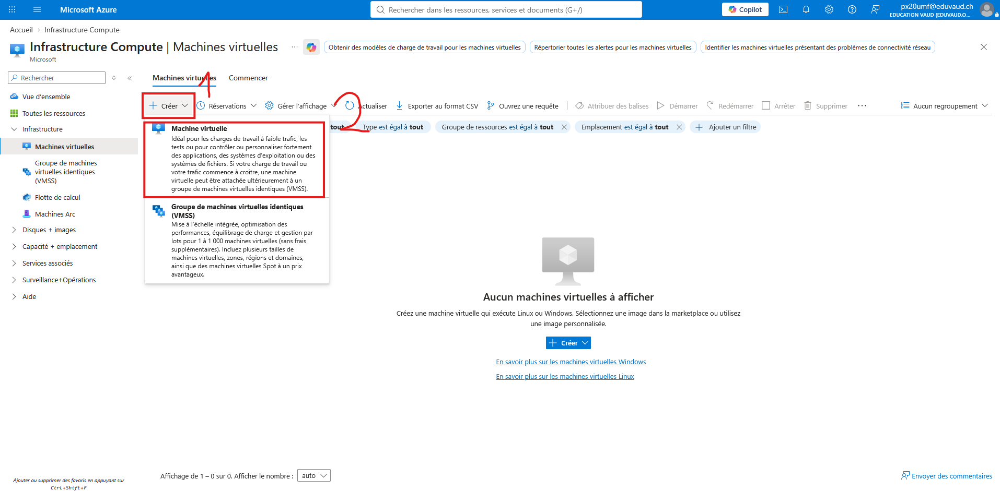 Microsoft Azure
Rechercher dans les ressources, services et documents (G+/)
Copilot
px20umf@eduvaud.ch
EDUCATION VAUD (EDUVAUD.O...
Accueil > Infrastructure Compute
Infrastructure Compute | Machines virtuelles
...
Obtenir des modèles de charge de travail pour les machines virtuelles
Répertorier toutes les alertes pour les machines virtuelles
Identifier les machines virtuelles présentant des problèmes de connectivité réseau
Microsoft
Rechercher
Vue d'ensemble
Toutes les ressources
Infrastructure
Machines virtuelles
Groupe de machines
virtuelles identiques
(VMSS)
Flotte de calcul
Machines Arc
Disques + images
Capacité + emplacement
Services associés
Surveillance+Opérations
Aide
Ajouter ou supprimer des favoris en appuyant sur
Ctrl+Shift+F
Machines virtuelles
Commencer
1
2
Créer
Réservations
Gérer l'affichage
Actualiser
Exporter au format CSV
Ouvrez une requête
Attribuer des balises
Démarrer
Redémarrer
Arrêter
Supprimer
...
Aucun regroupement
tout
Type est égal à tout
Groupe de ressources est égal à tout
Emplacement est égal à tout
Ajouter un filtre
Machine virtuelle
Idéal pour les charges de travail à faible trafic, les
tests ou pour contrôler ou personnaliser fortement
des applications, des systèmes d'exploitation ou des
systèmes de fichiers. Si votre charge de travail ou
votre trafic commence à croître, une machine
virtuelle peut être attachée ultérieurement à un
groupe de machines virtuelles identiques (VMSS).
Groupe de machines virtuelles identiques
(VMSS)
Mise à l'échelle intégrée, optimisation des
performances, équilibrage de charge et gestion par
lots pour 1 à 1 000 machines virtuelles (sans frais
supplémentaires). Incluez plusieurs tailles de
machines virtuelles, zones, régions et domaines,
ainsi que des machines virtuelles Spot à un prix
avantageux.
Aucun machines virtuelles à afficher
Créez une machine virtuelle qui exécute Linux ou Windows. Sélectionnez une image dans la marketplace ou utilisez
une image personnalisée.
Créer
En savoir plus sur les machines virtuelles Windows
En savoir plus sur les machines virtuelles Linux
Affichage de 1 – 0 sur 0. Afficher le nombre :
auto
Envoyer des commentaires